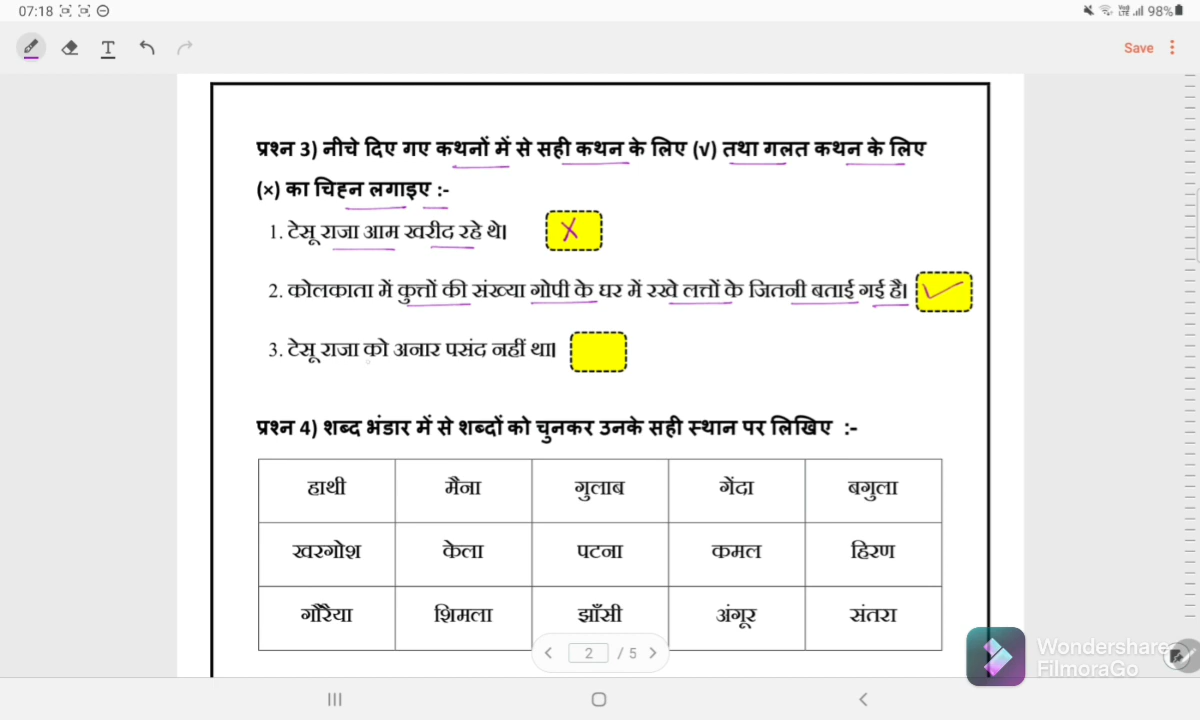 07:18 98%
T Save
प्रश्न 3) नीचे दिए गए कथनों में से सही कथन के लिए (√) तथा गलत कथन के लिए
(×) का चिह्न लगाइए :-
1. टेसू राजा आम खरीद रहे थे। X
2. कोलकाता में कुत्तों की संख्या गोपी के घर में रखे लत्तों के जितनी बताई गई है। ✓
3. टेसू राजा को अनार पसंद नहीं था।
प्रश्न 4) शब्द भंडार में से शब्दों को चुनकर उनके सही स्थान पर लिखिए :-
हाथी मैना गुलाब गेंदा बगुला
खरगोश केला पटना कमल हिरण
गौरैया शिमला झाँसी अंगूर संतरा
2 / 5
Wondershare
FilmoraGo